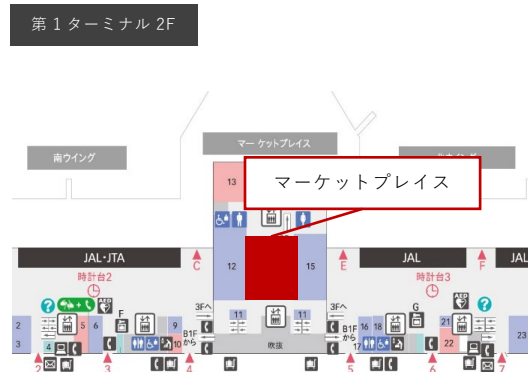 第1ターミナル 2F
マーケットプレイス
南ウイング
13
マーケットプレイス
JAL・JTA
C
12
15
E
JAL
F
JAL
時計台2
時計台3
AED
AED
?
?
F
G
3Fへ
3Fへ
2
3
4
5
6
9
10
11
11
B1F
から
B1F
から
16
18
17
21
22
23
吹抜
2
3
4
5
6
7